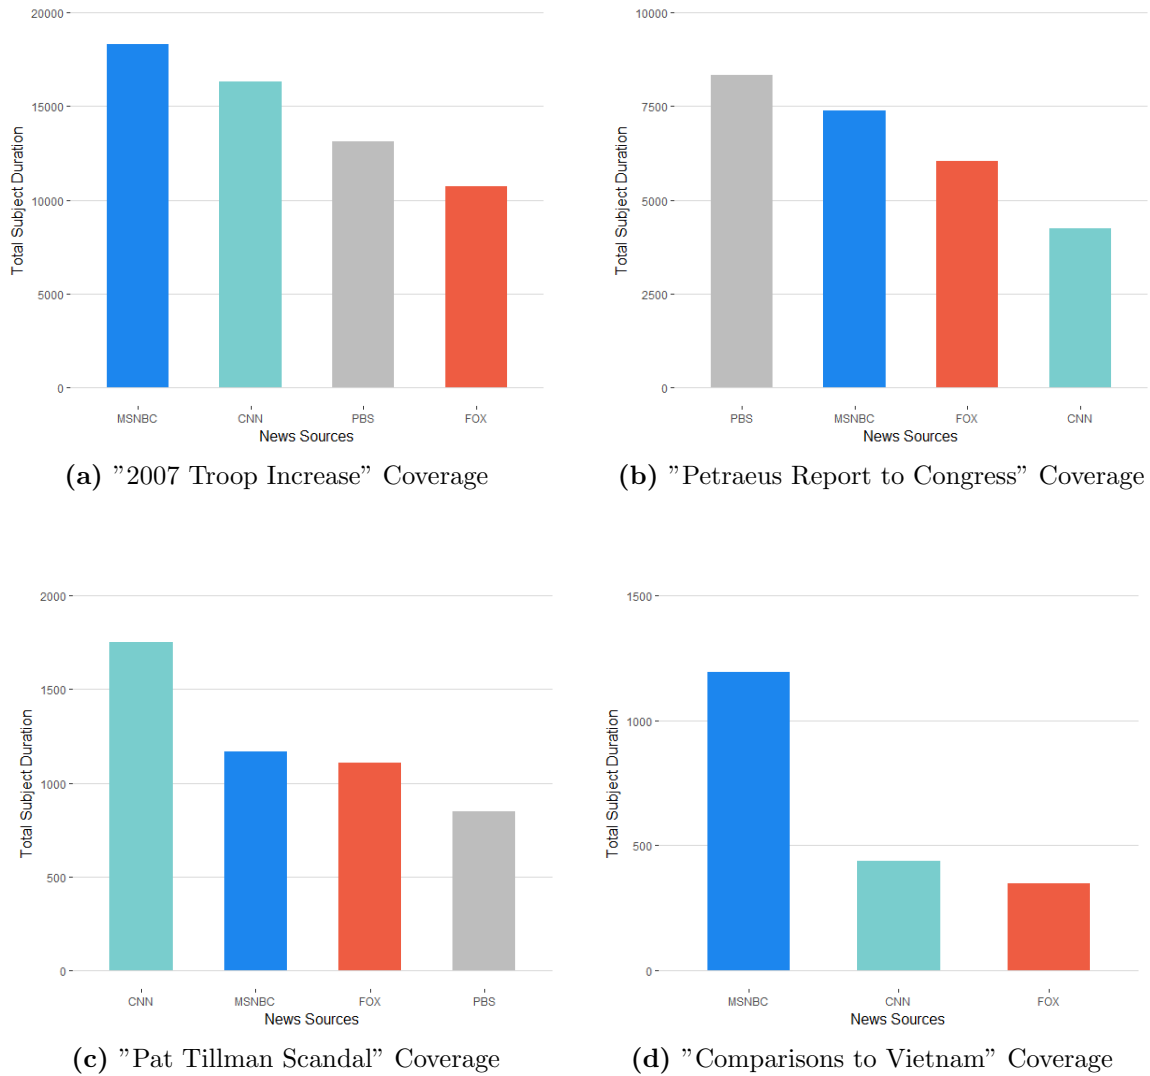 20000
15000
10000
5000
0
Total Subject Duration
MSNBC CNN PBS FOX
News Sources
(a) ”2007 Troop Increase” Coverage
10000
7500
5000
2500
0
Total Subject Duration
PBS MSNBC FOX CNN
News Sources
(b) ”Petraeus Report to Congress” Coverage
2000
1500
1000
500
0
Total Subject Duration
CNN MSNBC FOX PBS
News Sources
(c) ”Pat Tillman Scandal” Coverage
1500
1000
500
0
Total Subject Duration
MSNBC CNN FOX
News Sources
(d) ”Comparisons to Vietnam” Coverage